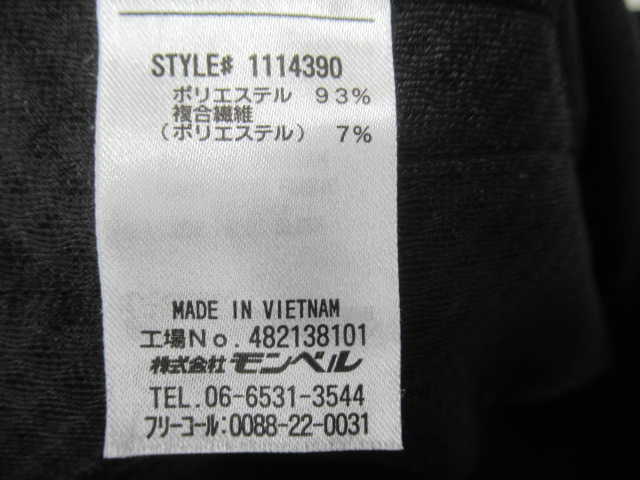 STYLE# 1114390
ポリエステル 93%
複合繊維
(ポリエステル) 7%
MADE IN VIETNAM
工場No. 482138101
株式会社モンベル
TEL.06-6531-3544
フリーコール:0088-22-0031